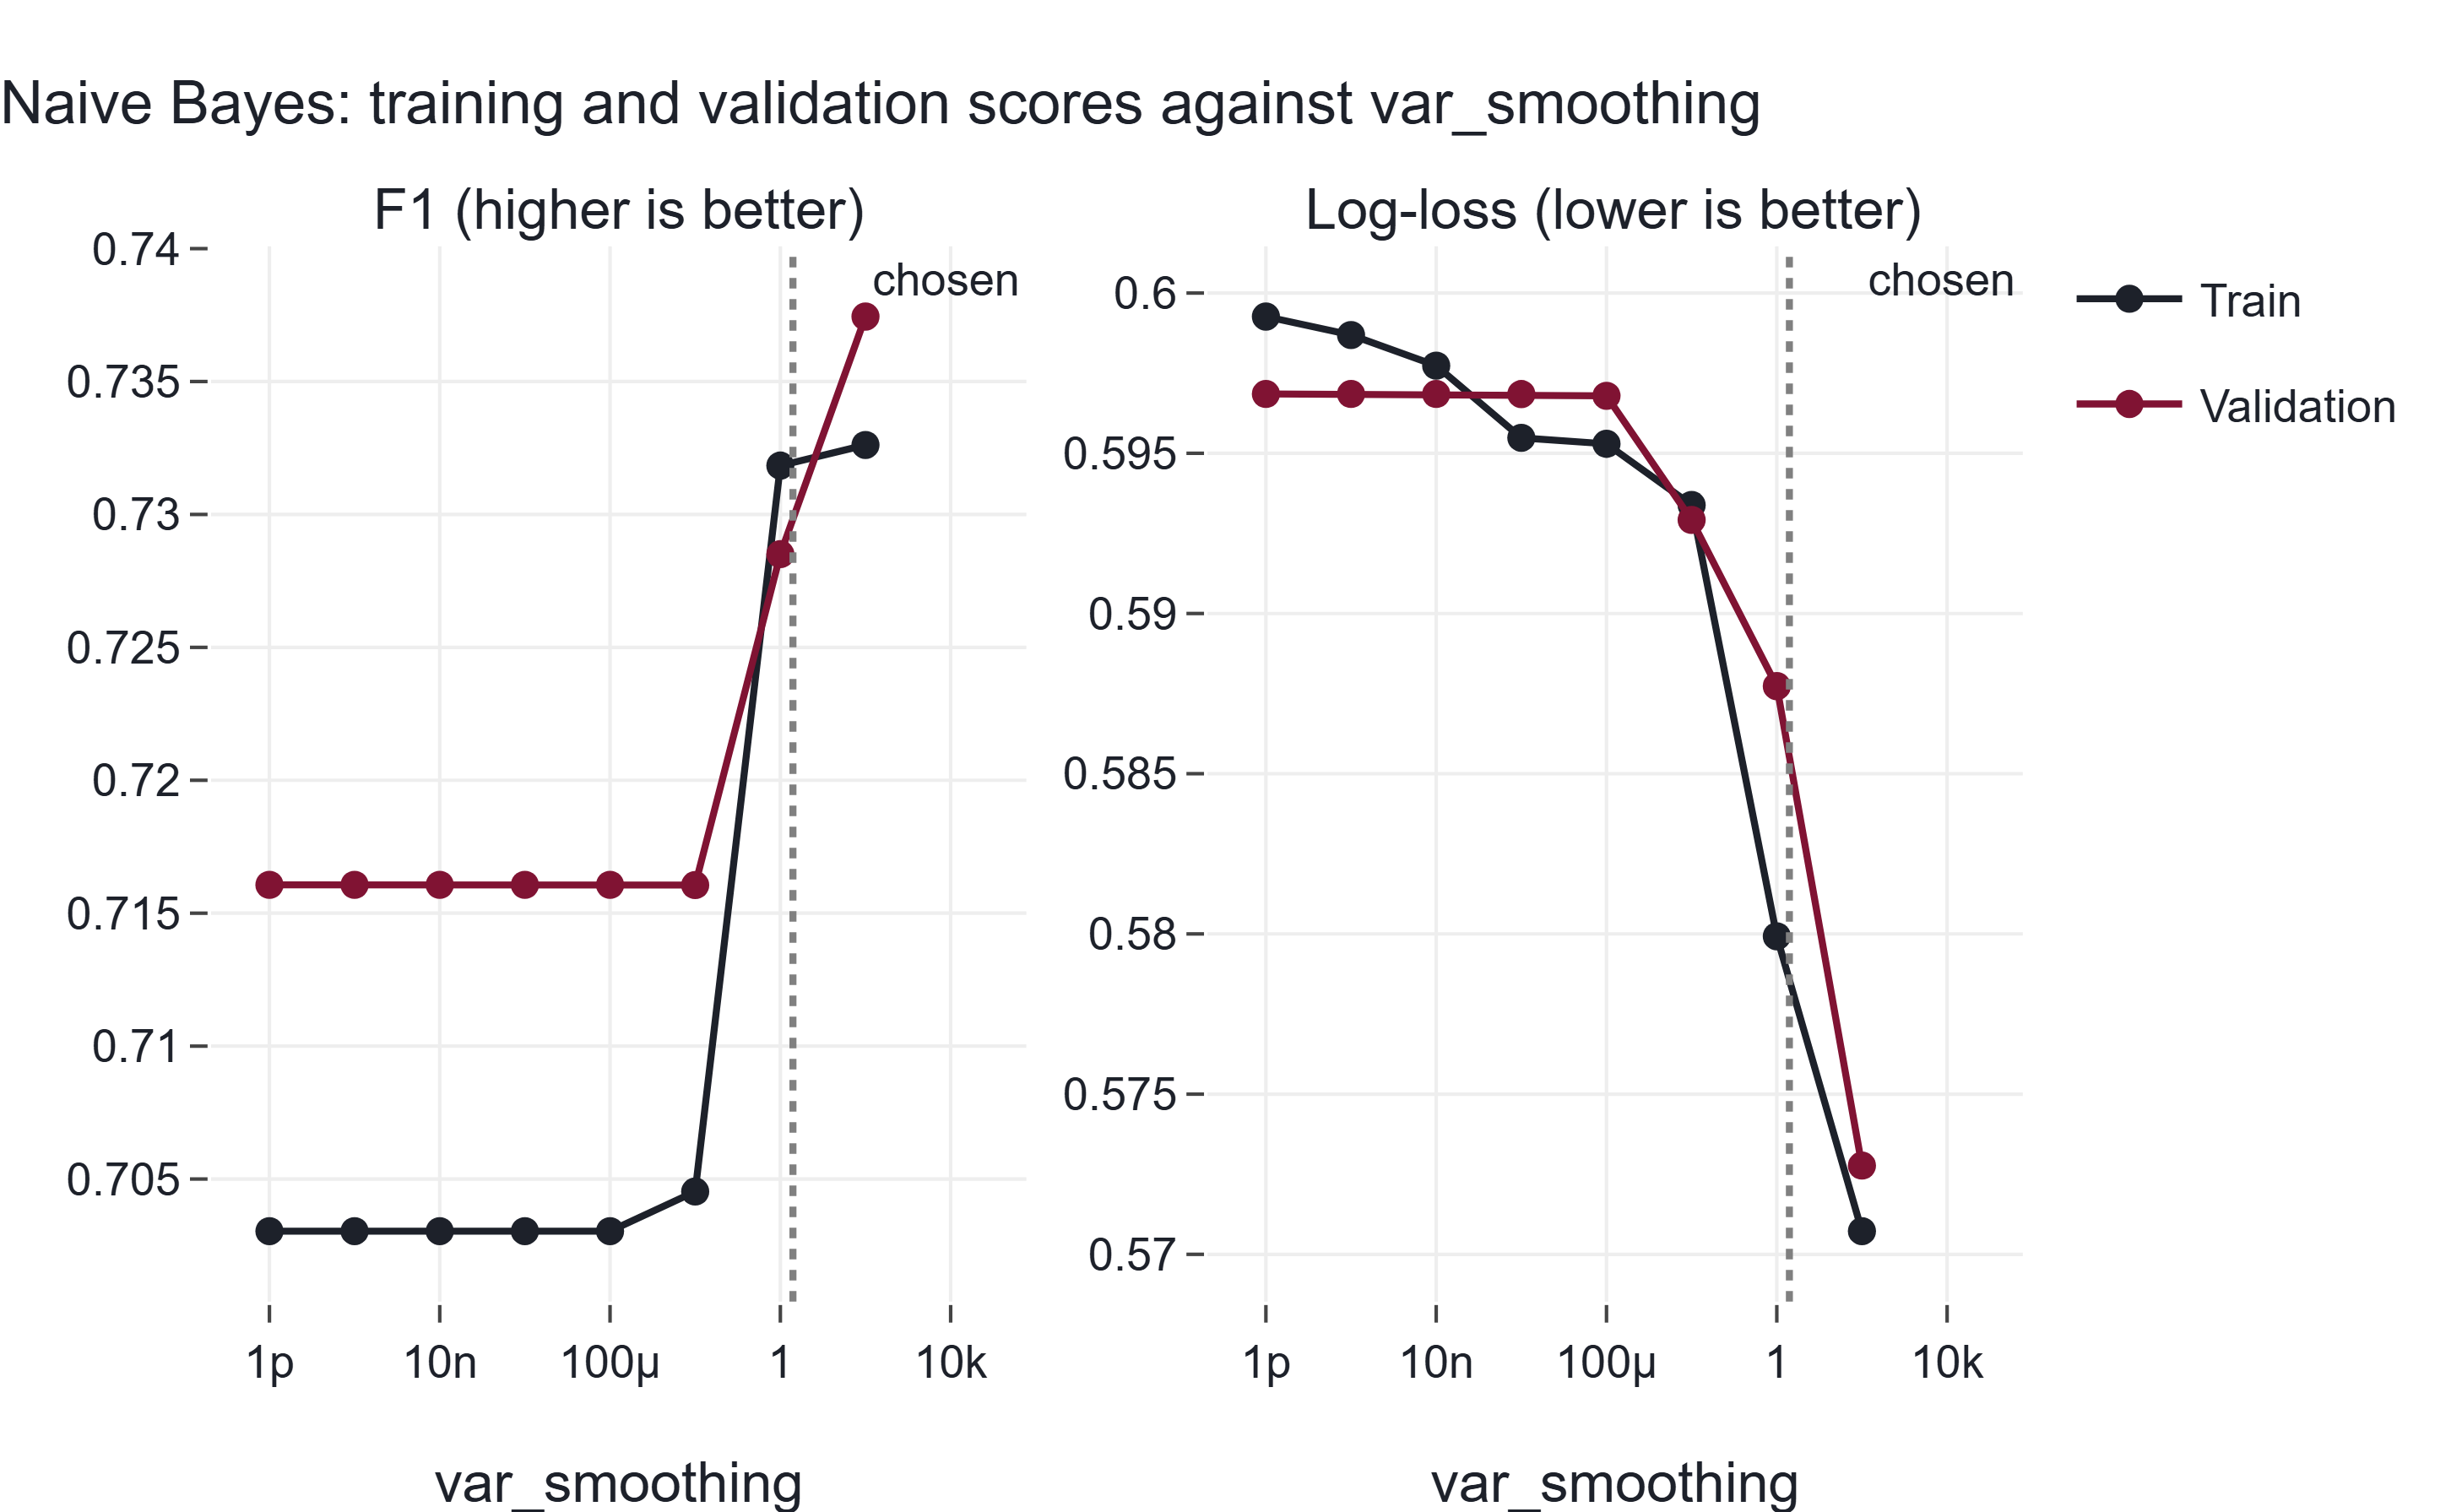 Naive Bayes: training and validation scores against var_smoothing
F1 (higher is better)
0.74
0.735
0.73
0.725
0.72
0.715
0.71
0.705
chosen
1p
10n
100µ
1
10k
var_smoothing
Log-loss (lower is better)
0.6
0.595
0.59
0.585
0.58
0.575
0.57
chosen
1p
10n
100µ
1
10k
var_smoothing
Train
Validation